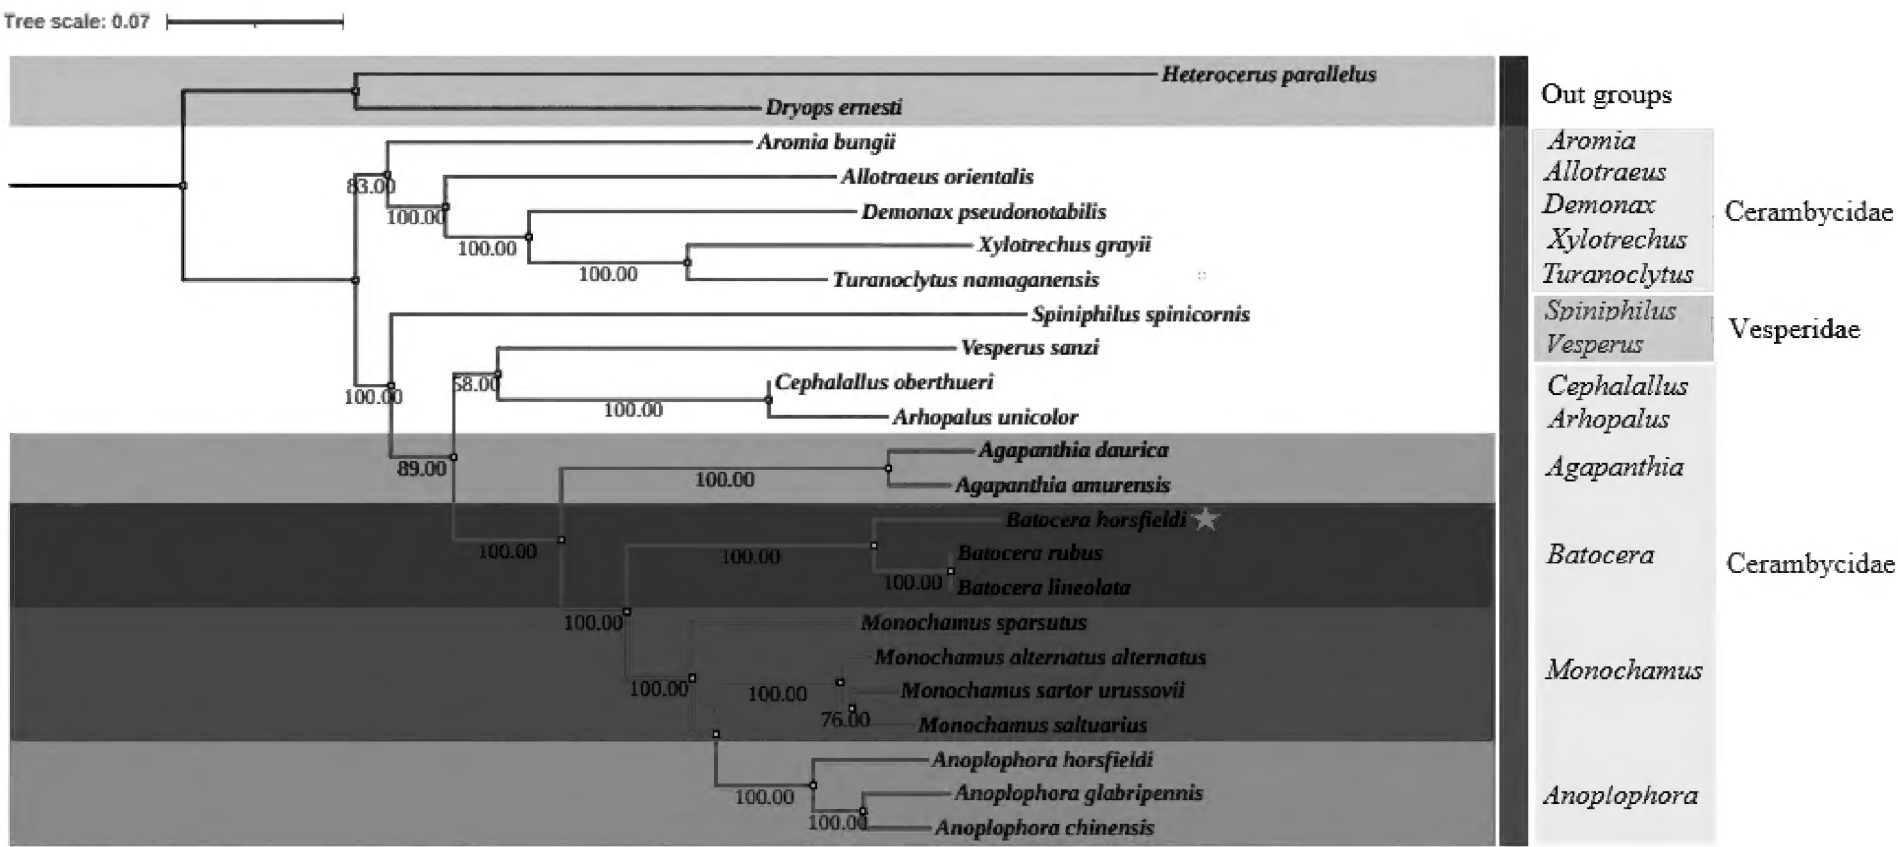 Tree scale: 0.07
Heterocerus parallelus
Dryops ernesti
Out groups
Aromia bungii
Aromia
83.00
Allotraeus orientalis
Allotraeus
100.00
Demonax pseudonotabilis
Demonax
Cerambycidae
100.00
Xylotrechus grayii
Xylotrechus
100.00
Turanoclytus namaganensis
Turanoclytus
Spiniphilus spinicornis
Spiniphilus
Vesperidae
Vesperus sanzi
Vesperus
58.00
Cephalallus oberthueri
Cephalallus
100.00
100.00
Arhopalus unicolor
Arhopalus
Agapanthia daurica
89.00
Agapanthia
100.00
Agapanthia amurensis
Batocera horsfieldi
100.00
100.00
Batocera rubus
Batocera
Cerambycidae
100.00
Batocera lineolata
100.00
Monochamus sparsutus
Monochamus alternatus alternatus
Monochamus
100.00
100.00
Monochamus sartor urussovii
76.00
Monochamus saltuarius
Anoplophora horsfieldi
100.00
Anoplophora glabripennis
Anoplophora
100.00
Anoplophora chinensis